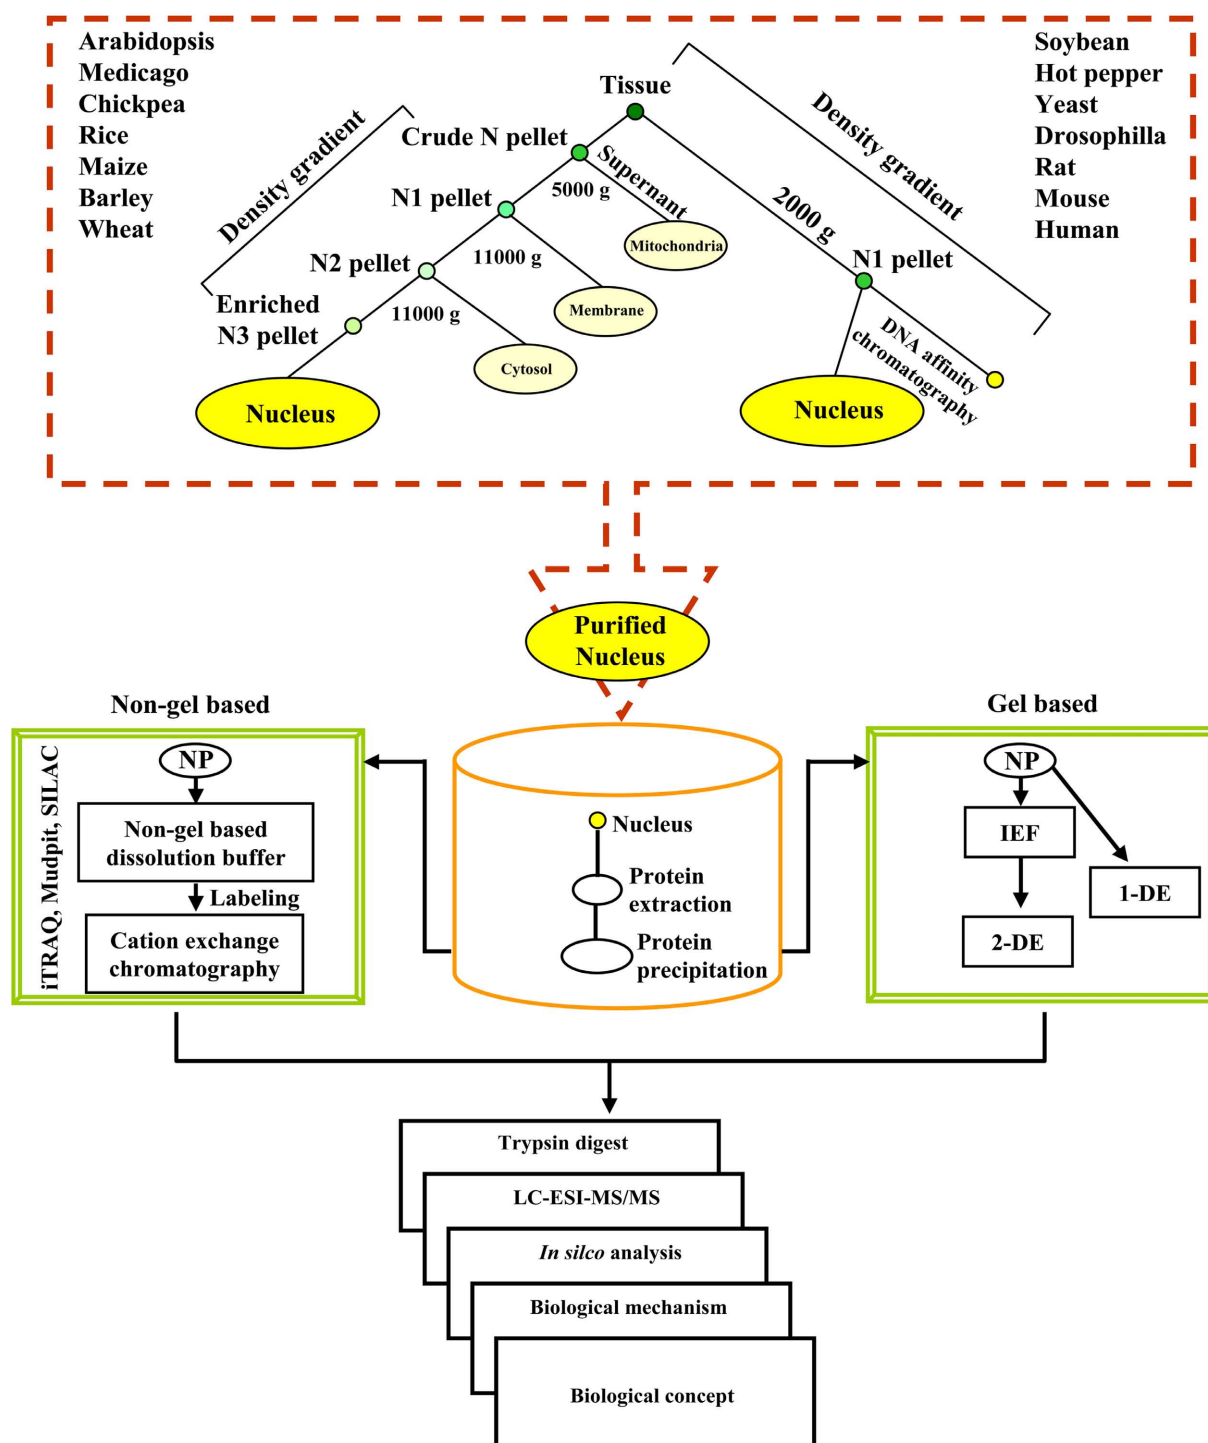 Arabidopsis
Medicago
Chickpea
Rice
Maize
Barley
Wheat
Soybean
Hot pepper
Yeast
Drosophilla
Rat
Mouse
Human
Tissue
Density gradient
Crude N pellet
Supernant
5000 g
Mitochondria
N1 pellet
11000 g
Membrane
N2 pellet
11000 g
Cytosol
Enriched
N3 pellet
Nucleus
Density gradient
2000 g
N1 pellet
DNA affinity
chromatography
Nucleus
Purified
Nucleus
Non-gel based
iTRAQ, Mudpit, SILAC
NP
Non-gel based
dissolution buffer
Labeling
Cation exchange
chromatography
Nucleus
Protein
extraction
Protein
precipitation
Gel based
NP
IEF
1-DE
2-DE
Trypsin digest
LC-ESI-MS/MS
In silco analysis
Biological mechanism
Biological concept